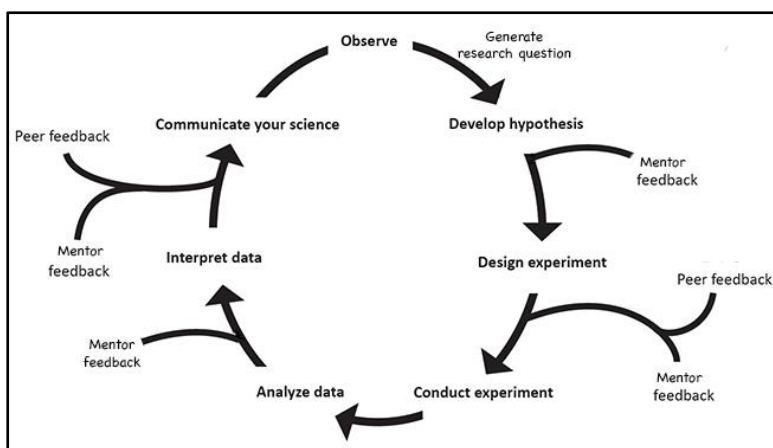 Observe
Generate
research question
Develop hypothesis
Mentor
feedback
Design experiment
Peer feedback
Mentor
feedback
Conduct experiment
Analyze data
Mentor
feedback
Interpret data
Peer feedback
Mentor
feedback
Communicate your science